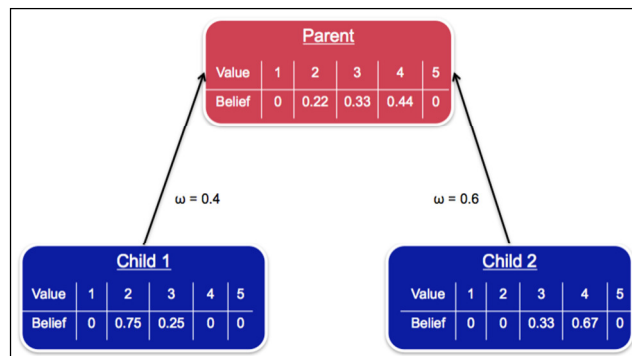 Parent
Value 1 2 3 4 5
Belief 0 0.22 0.33 0.44 0
ω = 0.4
ω = 0.6
Child 1
Value 1 2 3 4 5
Belief 0 0.75 0.25 0 0
Child 2
Value 1 2 3 4 5
Belief 0 0 0.33 0.67 0